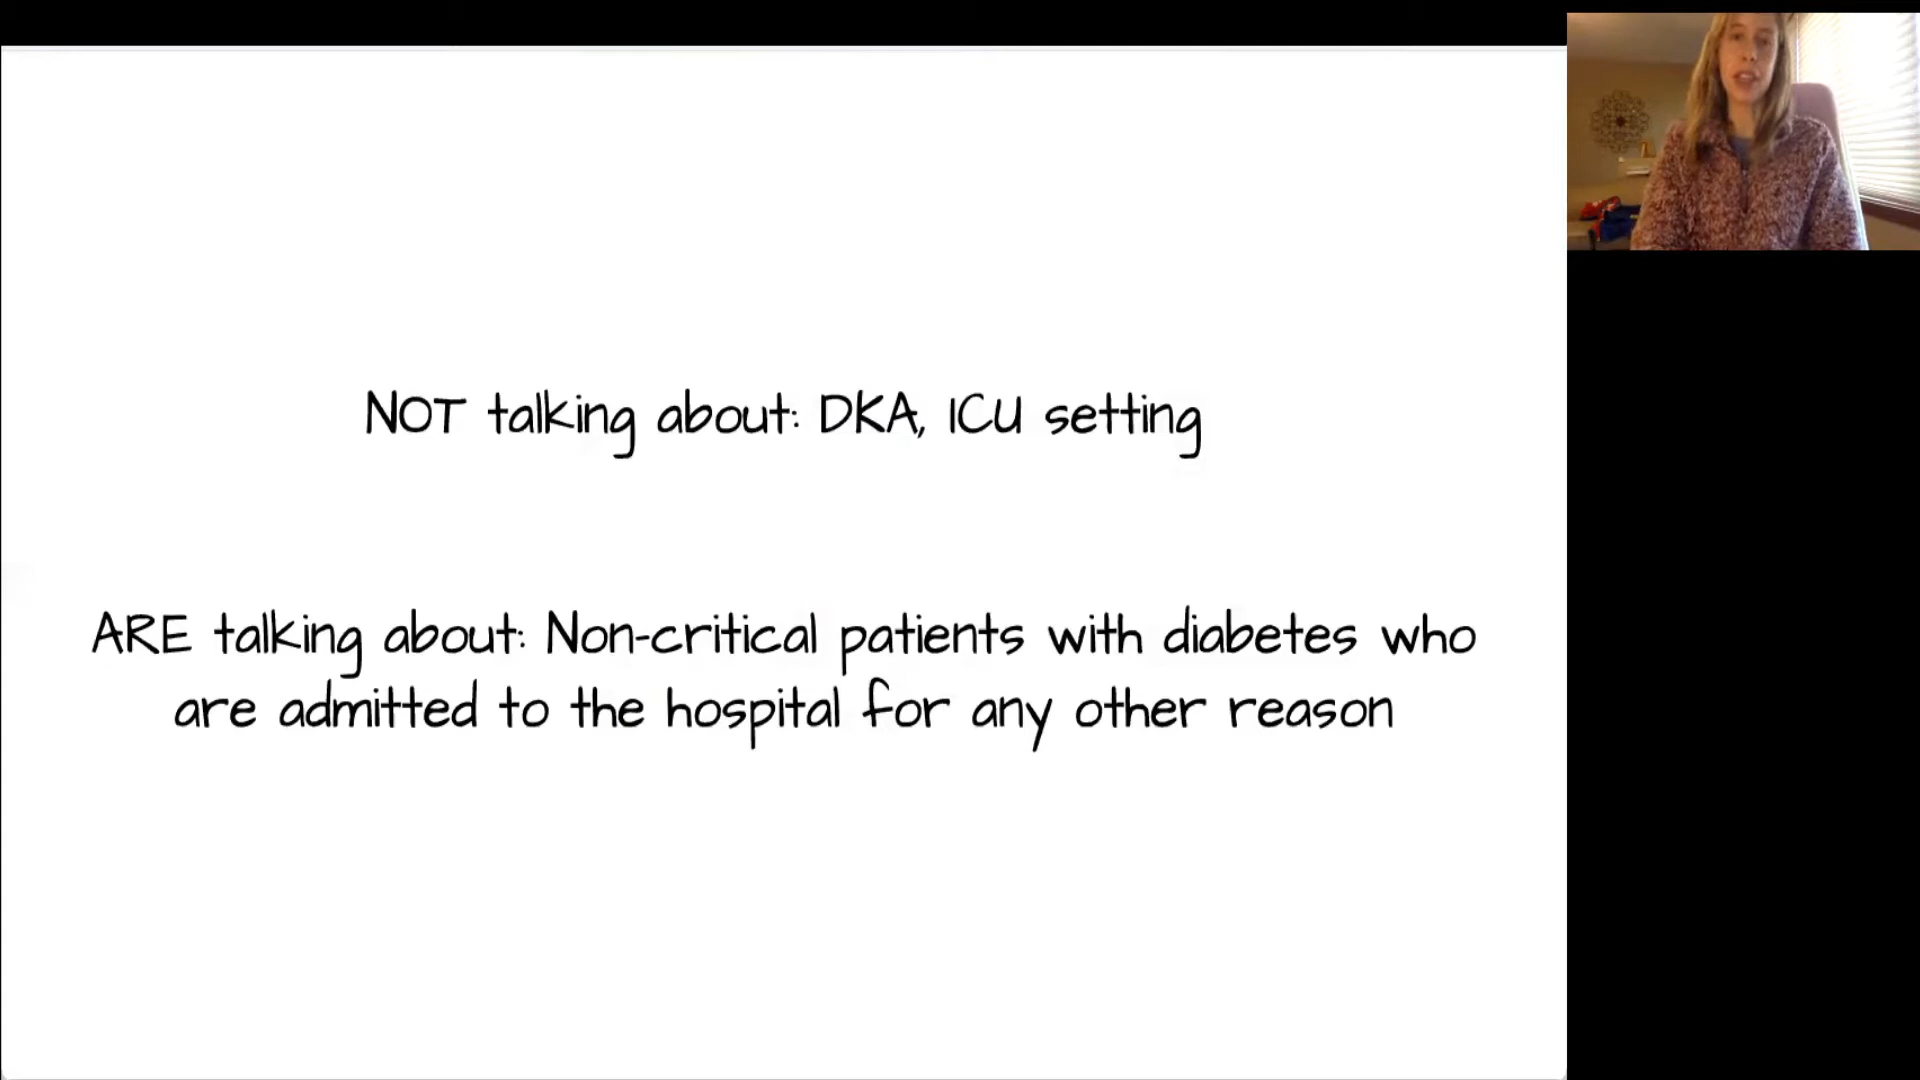 NOT talking about: DKA, ICU setting
ARE talking about: Non-critical patients with diabetes who
are admitted to the hospital for any other reason